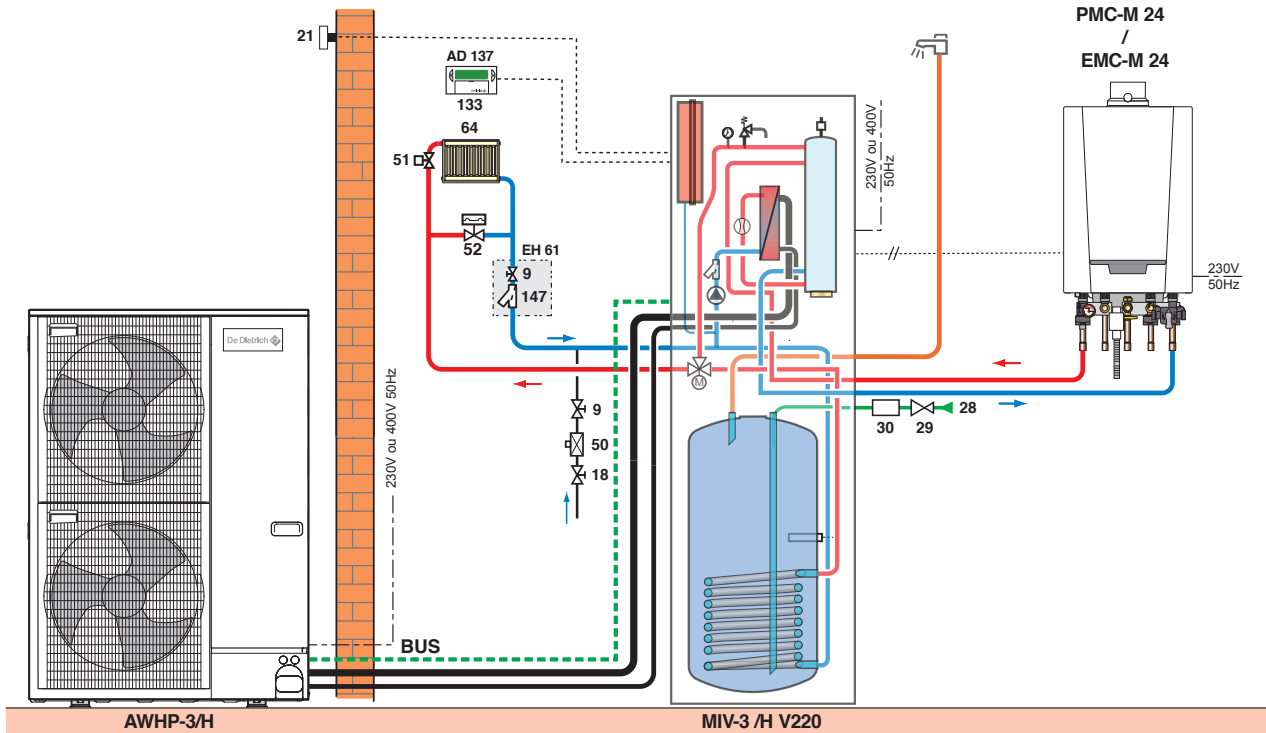 PMC-M 24
/
EMC-M 24
21
AD 137
133
64
51
52
EH 61
9
147
230V ou 400V
50Hz
230V
50Hz
De Dietrich
230V ou 400V 50Hz
M
9
50
18
30
29
28
BUS
AWHP-3/H
MIV-3 /H V220